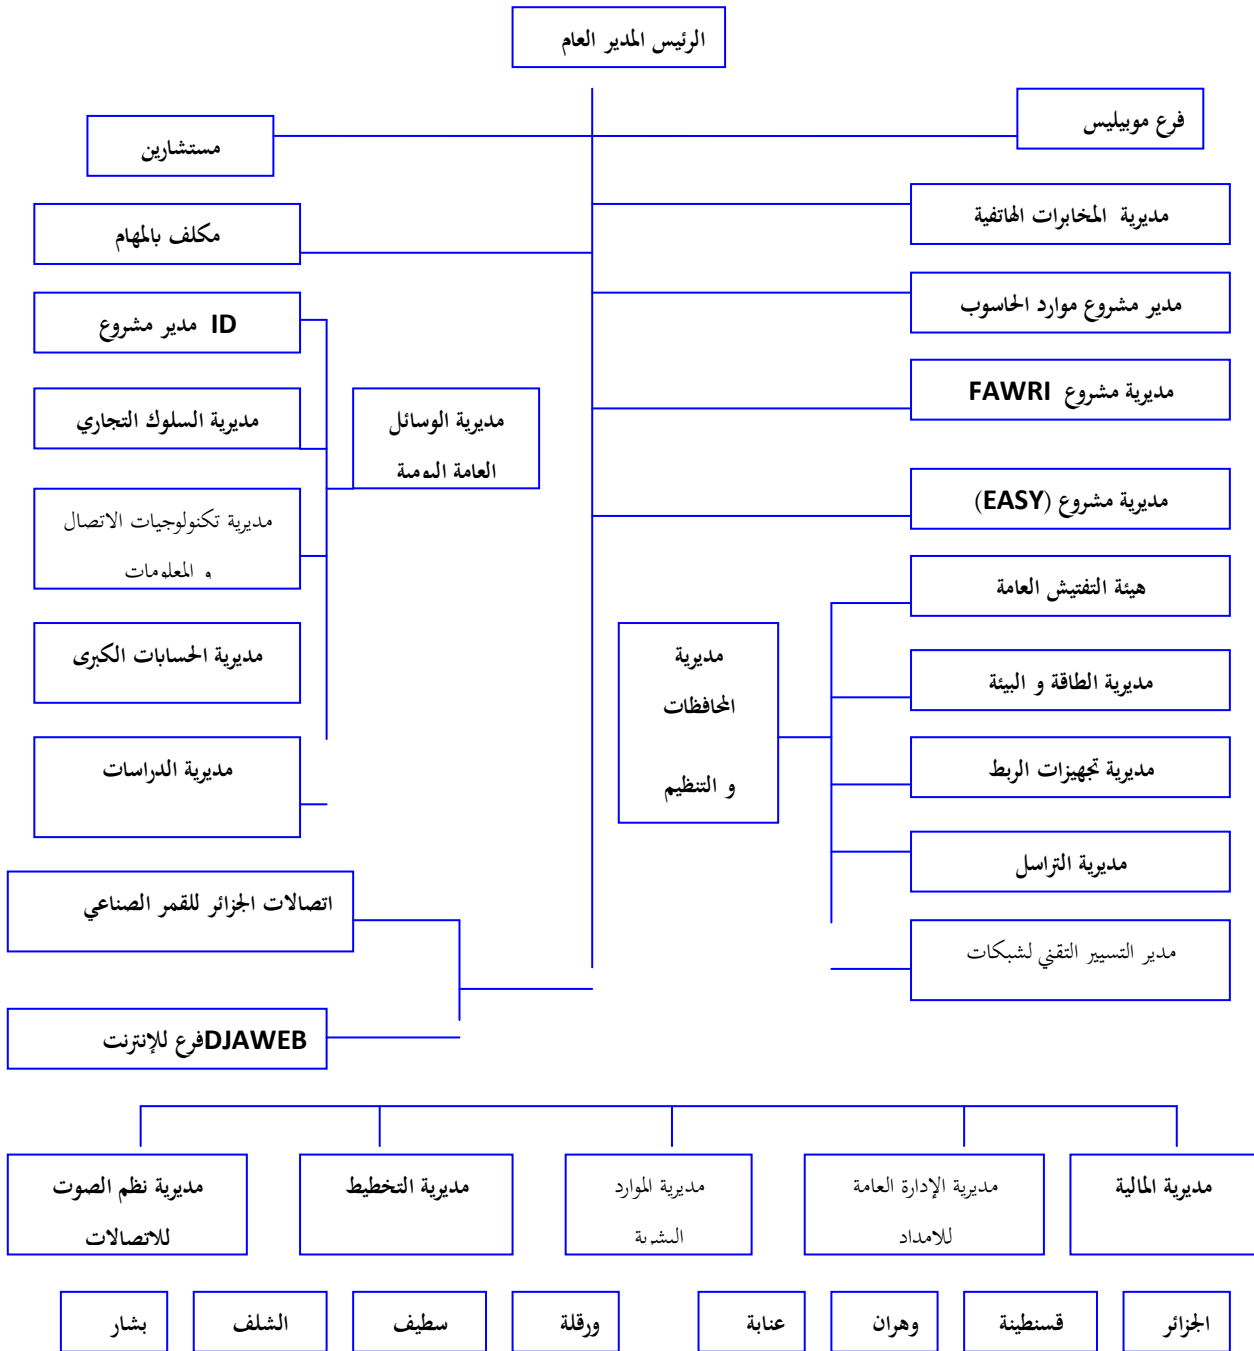 الرئيس المدير العام
فرع موبيليس
مستشارين
مديرية المخابرات الهاتفية
مكلف بالمهام
مدير مشروع موارد الحاسوب
ID مدير مشروع
مديرية مشروع FAWRI
مديرية السلوك التجاري
مديرية الوسائل
العامة اليومية
مديرية مشروع (EASY)
مديرية تكنولوجيات الاتصال
و المعلومات
هيئة التفتيش العامة
مديرية الحسابات الكبرى
مديرية
المحافظات
و التنظيم
مديرية الطاقة و البيئة
مديرية الدراسات
مديرية تجهيزات الربط
مديرية التراسل
اتصالات الجزائر للقمر الصناعي
مدير التسيير التقني لشبكات
DJAWEBفرع للإنترنت
مديرية المالية
مديرية الإدارة العامة
للامداد
مديرية الموارد
البشرية
مديرية التخطيط
مديرية نظم الصوت
للاتصالات
الجزائر
قسنطينة
وهران
عنابة
ورقلة
سطيف
الشلف
بشار